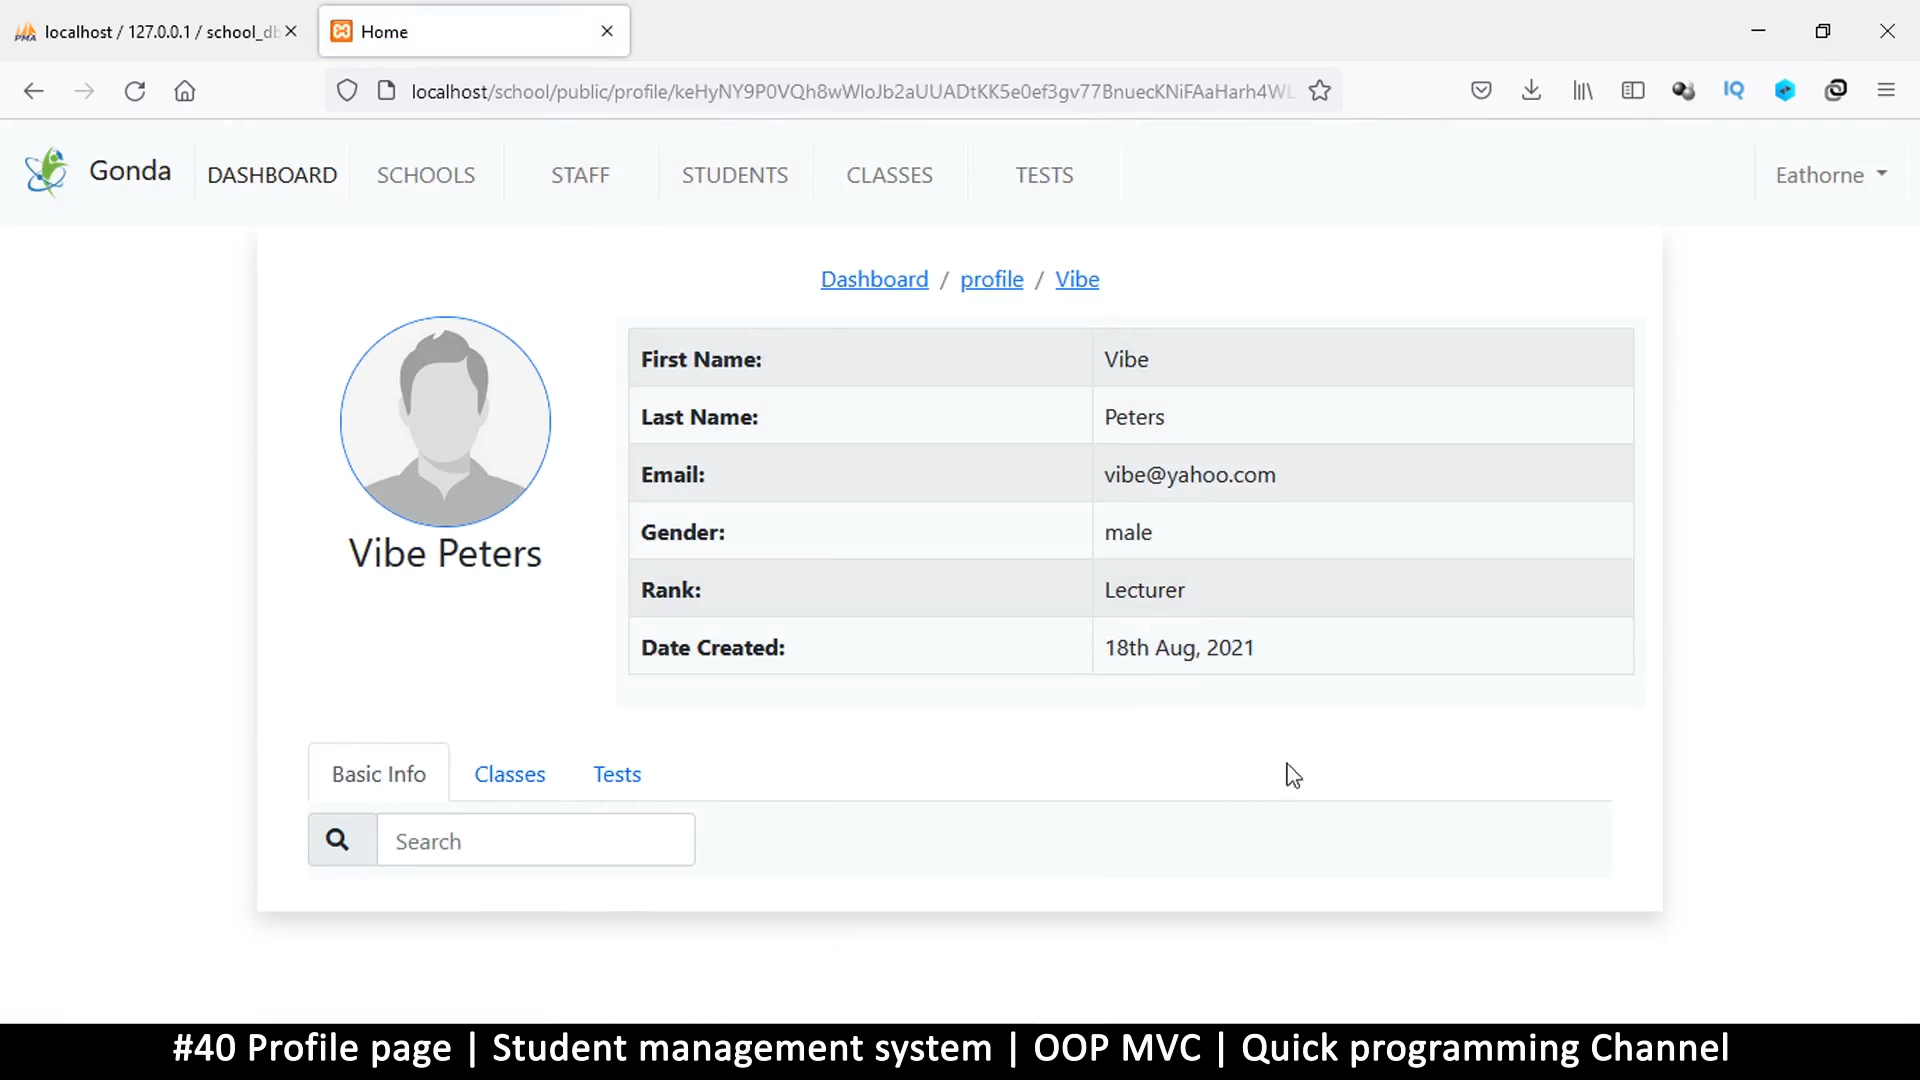 localhost / 127.0.0.1 / school_db
Home
localhost/school/public/profile/keHyNY9P0VQh8wWIoJb2aUUADtKK5e0ef3gv77BnuecKNiFAaHarh4WL
IQ
Gonda
DASHBOARD
SCHOOLS
STAFF
STUDENTS
CLASSES
TESTS
Eathorne
Dashboard / profile / Vibe
Vibe Peters
First Name: Vibe
Last Name: Peters
Email: vibe@yahoo.com
Gender: male
Rank: Lecturer
Date Created: 18th Aug, 2021
Basic Info
Classes
Tests
Search
#40 Profile page | Student management system | OOP MVC | Quick programming Channel